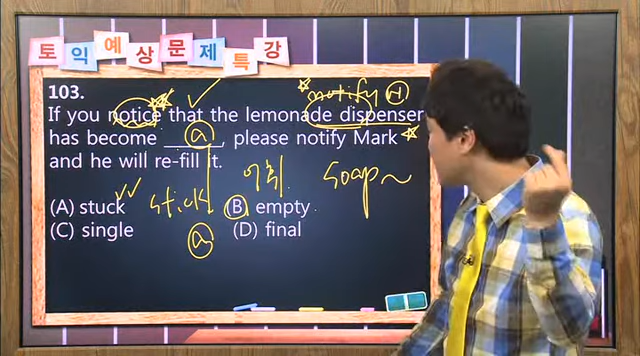 토익 예상문제 특강
103.
notify N
If you notice that the lemonade dispenser
a
has become ______, please notify Mark
and he will re-fill it.
어휘 soap~
(A) stuck stick (B) empty
(C) single a (D) final